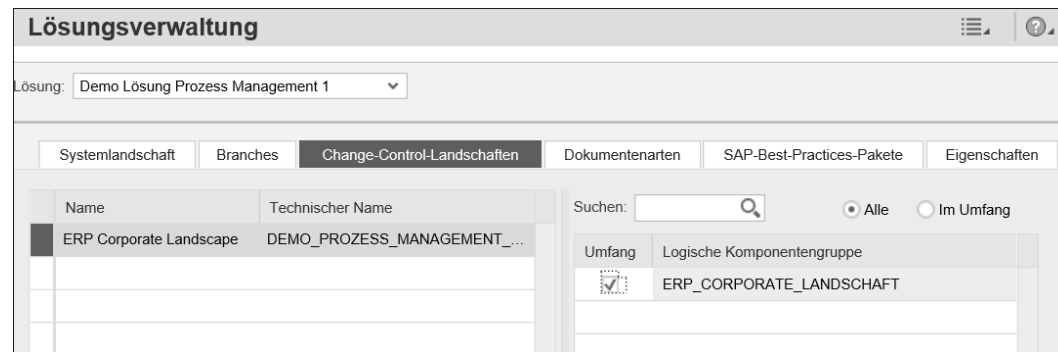 Lösungsverwaltung
Lösung: Demo Lösung Prozess Management 1
Systemlandschaft Branches Change-Control-Landschaften Dokumentenarten SAP-Best-Practices-Pakete Eigenschaften
Name Technischer Name
ERP Corporate Landscape DEMO_PROZESS_MANAGEMENT_...
Suchen: Alle Im Umfang
Umfang Logische Komponentengruppe
ERP_CORPORATE_LANDSCHAFT